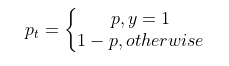 p_t = { p, y = 1
1 − p, otherwise